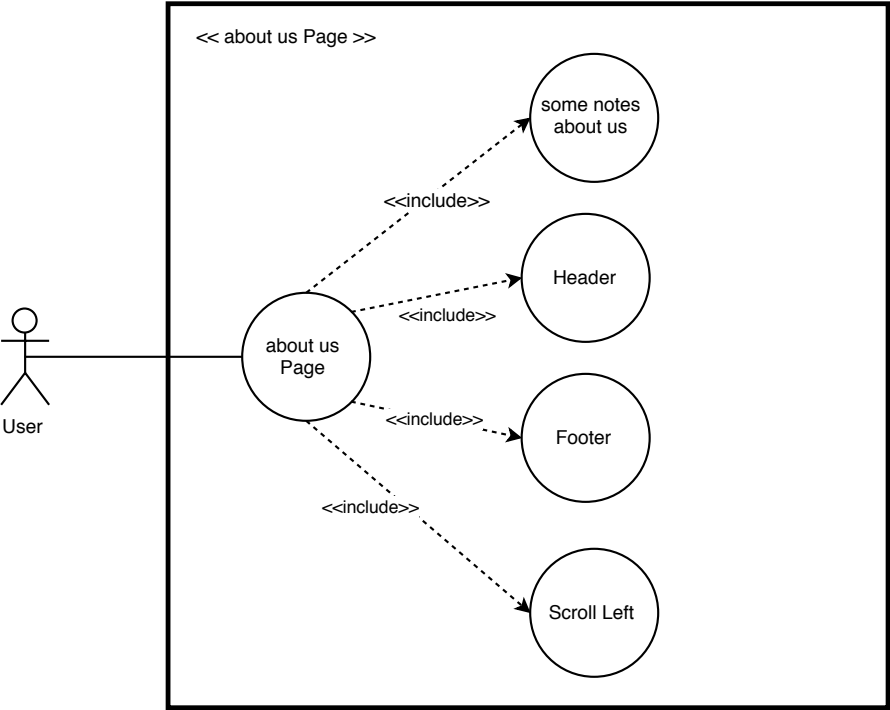 << about us Page >>
some notes
about us
<<include>>
Header
<<include>>
about us
Page
User
<<include>>
Footer
<<include>>
Scroll Left